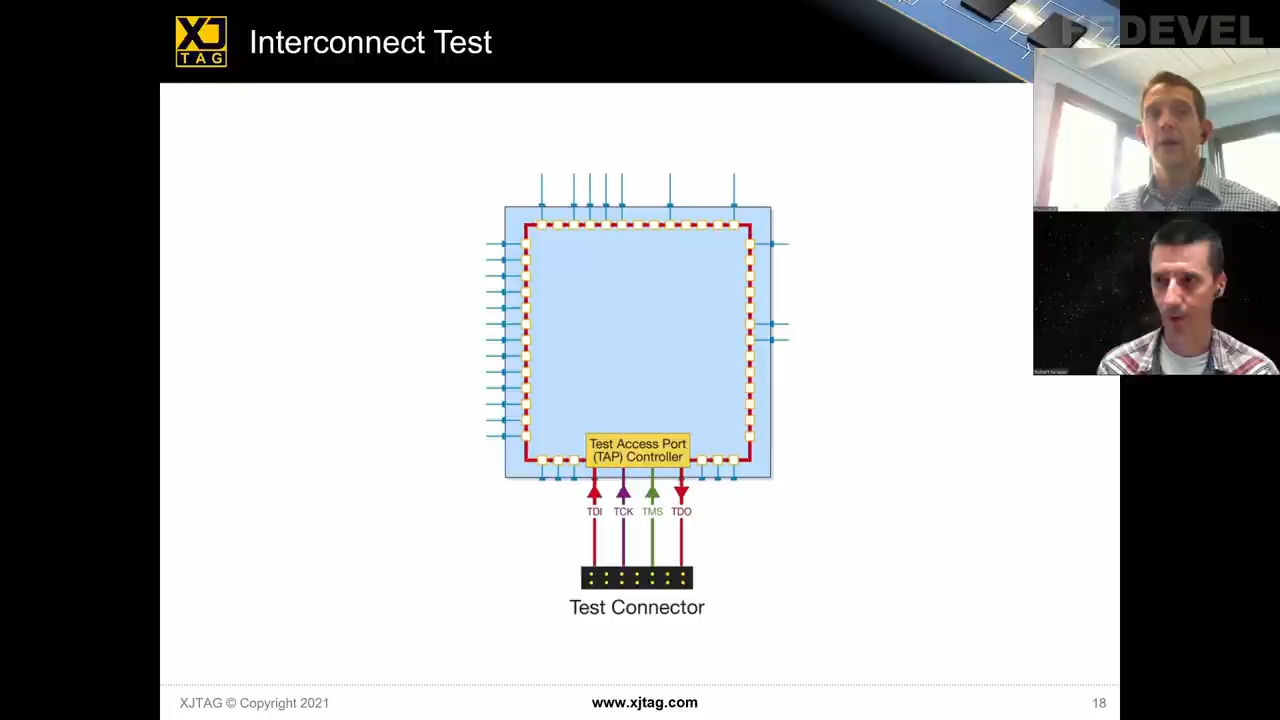 XJ
TAG
Interconnect Test
FEDEVEL
Test Access Port
(TAP) Controller
TDI TCK TMS TDO
Test Connector
XJTAG © Copyright 2021
www.xjtag.com
18